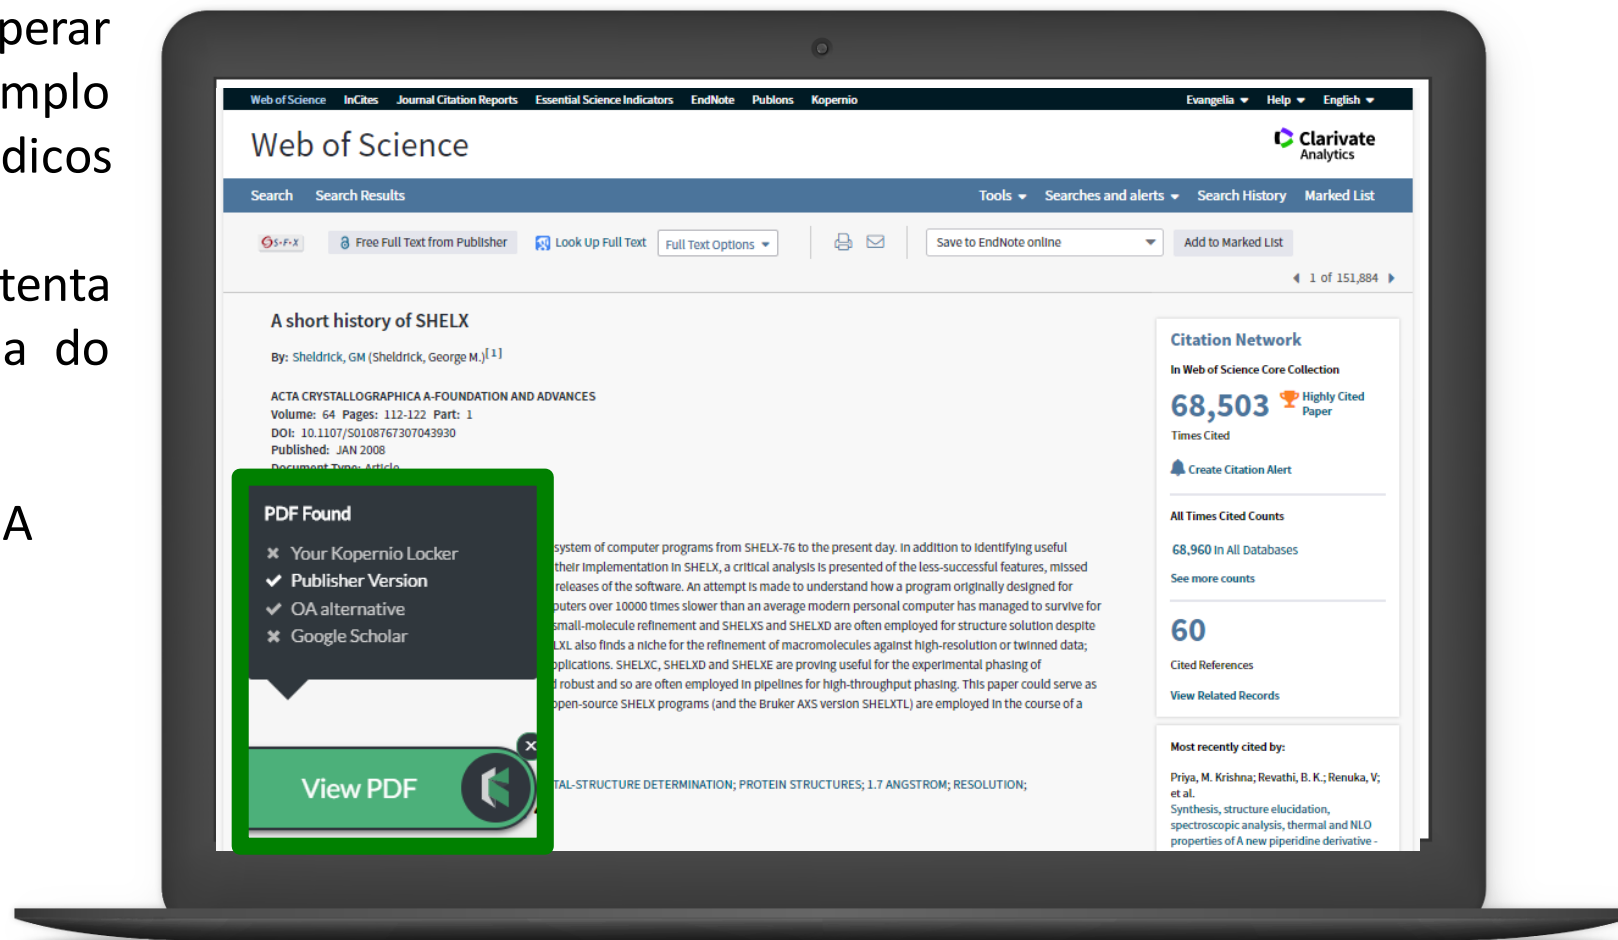 perar
mplo
dicos
tenta
a do
A
Web of Science InCites Journal Citation Reports Essential Science Indicators EndNote Publons Kopernio Evangelia Help English
Web of Science
Clarivate
Analytics
Search Search Results Tools Searches and alerts Search History Marked List
S·F·X Free Full Text from Publisher Look Up Full Text Full Text Options Save to EndNote online Add to Marked List
1 of 151,884
A short history of SHELX
By: Sheldrick, GM (Sheldrick, George M.)[1]
ACTA CRYSTALLOGRAPHICA A-FOUNDATION AND ADVANCES
Volume: 64 Pages: 112-122 Part: 1
DOI: 10.1107/S0108767307043930
Published: JAN 2008
Document Type: Article
PDF Found
Your Kopernio Locker
Publisher Version
OA alternative
Google Scholar
View PDF
system of computer programs from SHELX-76 to the present day. In addition to identifying useful
their implementation in SHELX, a critical analysis is presented of the less-successful features, missed
releases of the software. An attempt is made to understand how a program originally designed for
puters over 10000 times slower than an average modern personal computer has managed to survive for
small-molecule refinement and SHELXS and SHELXD are often employed for structure solution despite
LXL also finds a niche for the refinement of macromolecules against high-resolution or twinned data;
pplications. SHELXC, SHELXD and SHELXE are proving useful for the experimental phasing of
d robust and so are often employed in pipelines for high-throughput phasing. This paper could serve as
open-source SHELX programs (and the Bruker AXS version SHELXTL) are employed in the course of a
TAL-STRUCTURE DETERMINATION; PROTEIN STRUCTURES; 1.7 ANGSTROM; RESOLUTION;
Citation Network
In Web of Science Core Collection
68,503 Highly Cited
Paper
Times Cited
Create Citation Alert
All Times Cited Counts
68,960 in All Databases
See more counts
60
Cited References
View Related Records
Most recently cited by:
Priya, M. Krishna; Revathi, B. K.; Renuka, V;
et al.
Synthesis, structure elucidation,
spectroscopic analysis, thermal and NLO
properties of A new piperidine derivative -